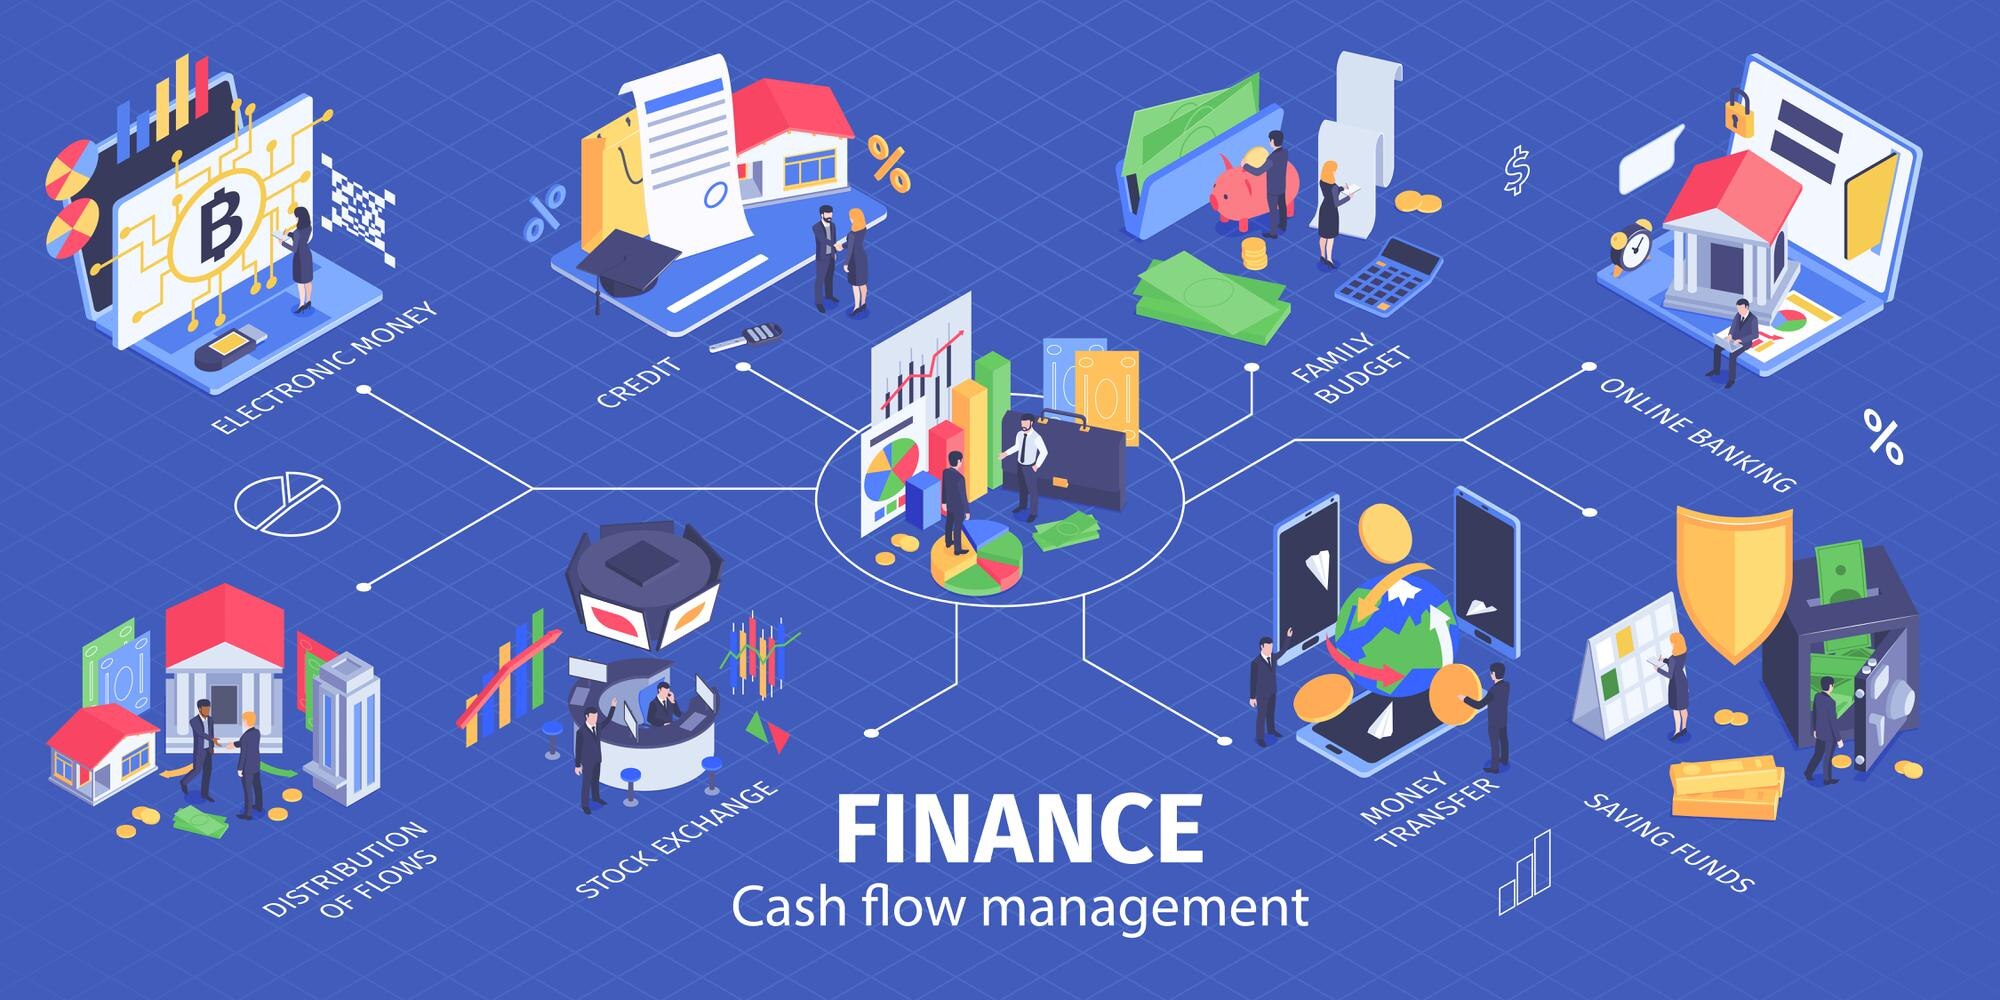 ELECTRONIC MONEY
CREDIT
FAMILY
BUDGET
ONLINE BANKING
DISTRIBUTION
OF FLOWS
STOCK EXCHANGE
MONEY
TRANSFER
SAVING FUNDS
FINANCE
Cash flow management